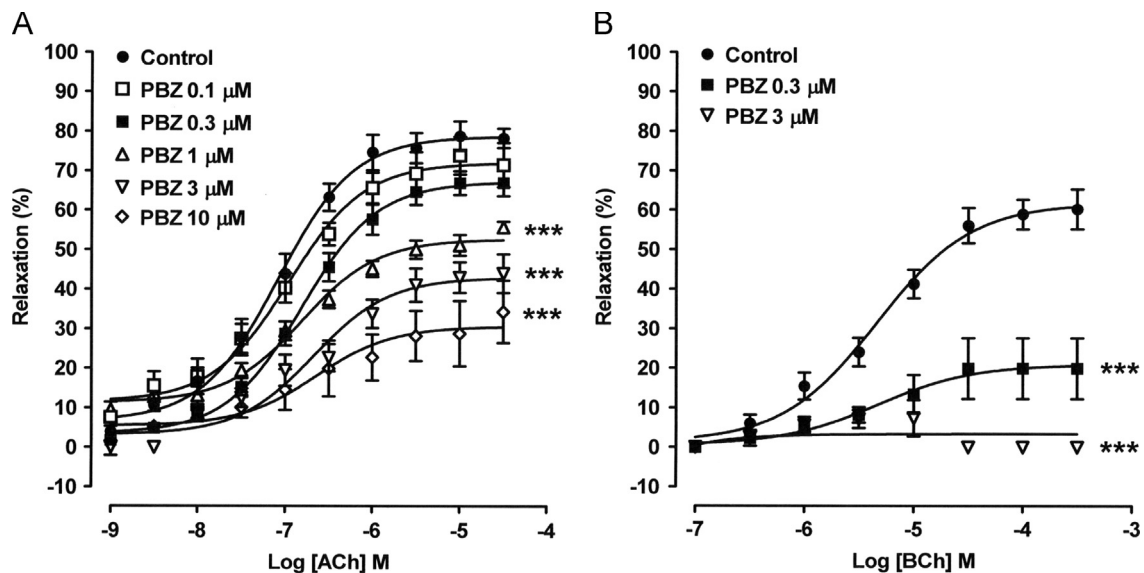 A
100
90
80
70
60
50
40
30
20
10
0
-10
Relaxation (%)
Control
PBZ 0.1 μM
PBZ 0.3 μM
PBZ 1 μM
PBZ 3 μM
PBZ 10 μM
***
***
***
-9 -8 -7 -6 -5 -4
Log [ACh] M
B
100
90
80
70
60
50
40
30
20
10
0
-10
Relaxation (%)
Control
PBZ 0.3 μM
PBZ 3 μM
***
***
-7 -6 -5 -4 -3
Log [BCh] M